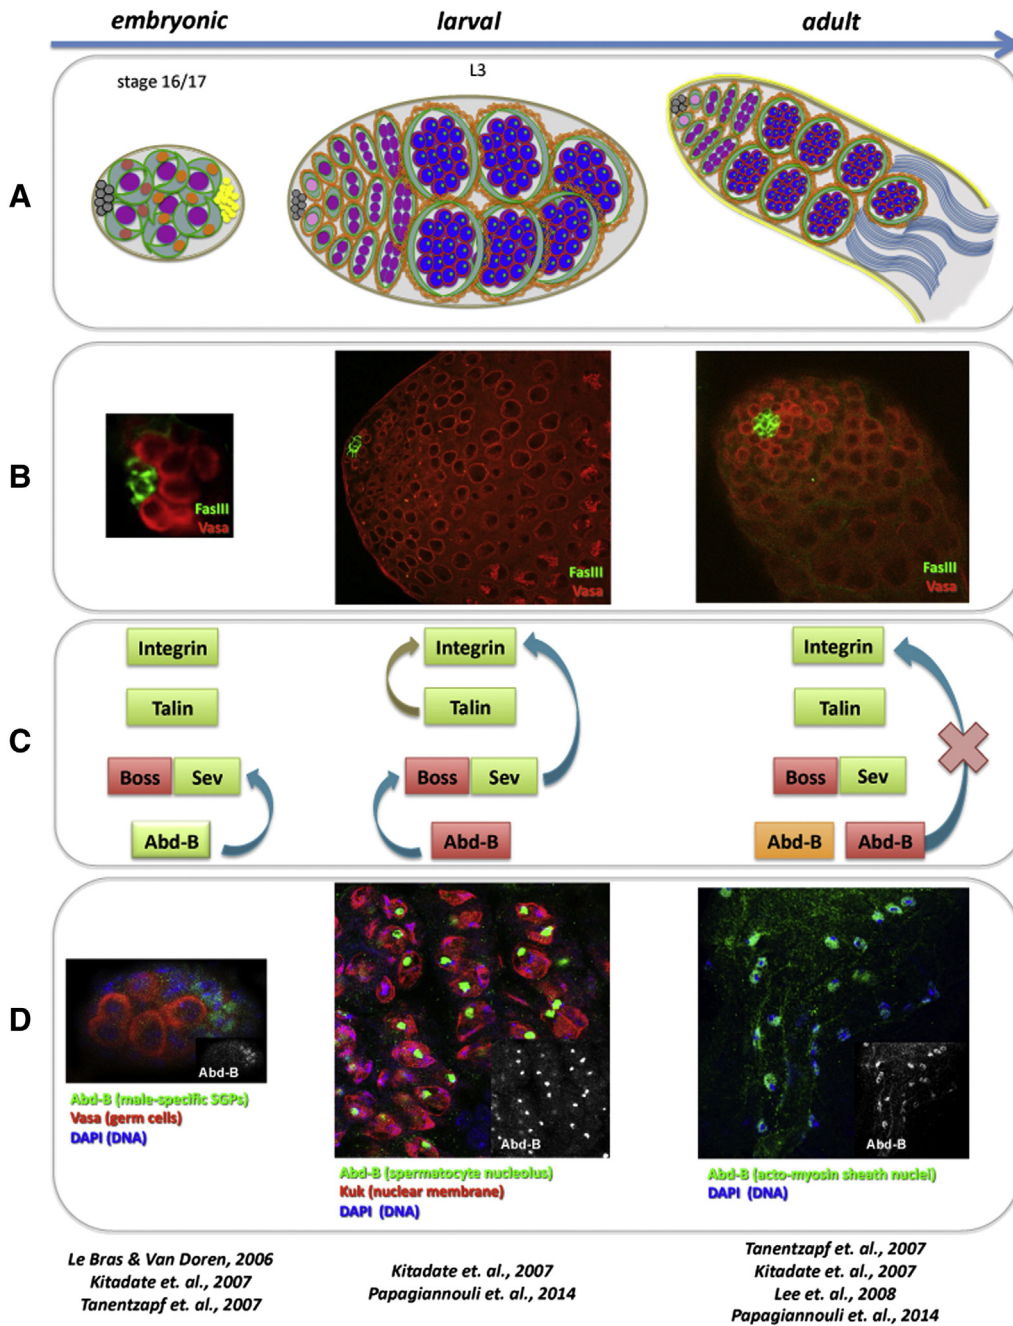 embryonic larval adult
A
stage 16/17
L3
B
FasIII
Vasa
FasIII
Vasa
FasIII
Vasa
C
Integrin
Talin
Boss Sev
Abd-B
Integrin
Talin
Boss Sev
Abd-B
Integrin
Talin
Boss Sev
Abd-B Abd-B
D
Abd-B
Abd-B (male-specific SGPs)
Vasa (germ cells)
DAPI (DNA)
Abd-B
Abd-B (spermatocyte nucleolus)
Kuk (nuclear membrane)
DAPI (DNA)
Abd-B
Abd-B (acto-myosin sheath nuclei)
DAPI (DNA)
Le Bras & Van Doren, 2006
Kitadate et. al., 2007
Tanentzapf et. al., 2007
Kitadate et. al., 2007
Papagiannouli et. al., 2014
Tanentzapf et. al., 2007
Kitadate et. al., 2007
Lee et. al., 2008
Papagiannouli et. al., 2014